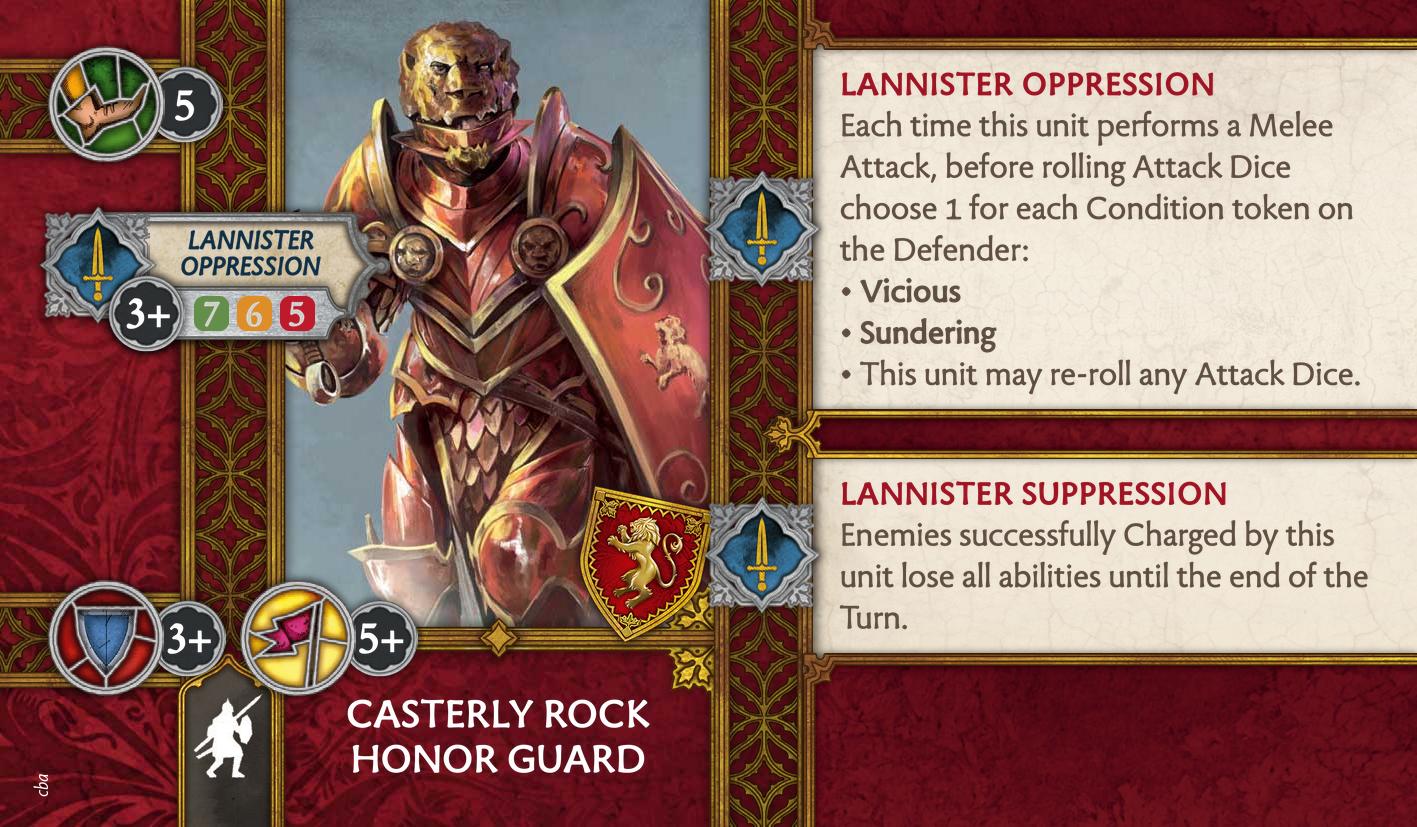 5
LANNISTER
OPPRESSION
3+ 7 6 5
3+ 5+
CASTERLY ROCK
HONOR GUARD
cba
LANNISTER OPPRESSION
Each time this unit performs a Melee
Attack, before rolling Attack Dice
choose 1 for each Condition token on
the Defender:
• Vicious
• Sundering
• This unit may re-roll any Attack Dice.
LANNISTER SUPPRESSION
Enemies successfully Charged by this
unit lose all abilities until the end of the
Turn.